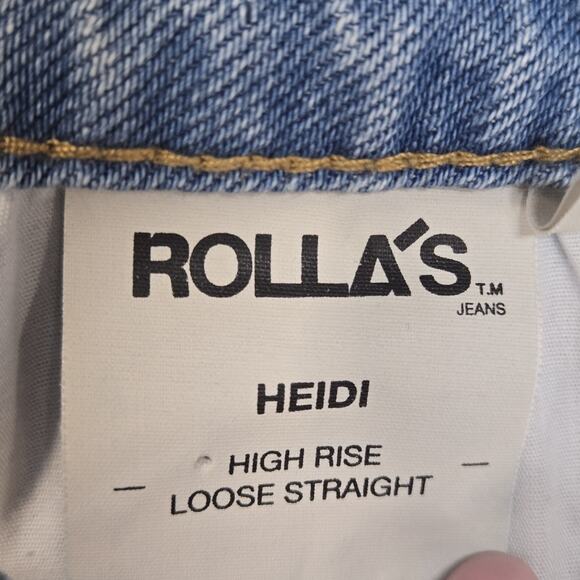 ROLLA'S T.M
JEANS
HEIDI
HIGH RISE
— LOOSE STRAIGHT —